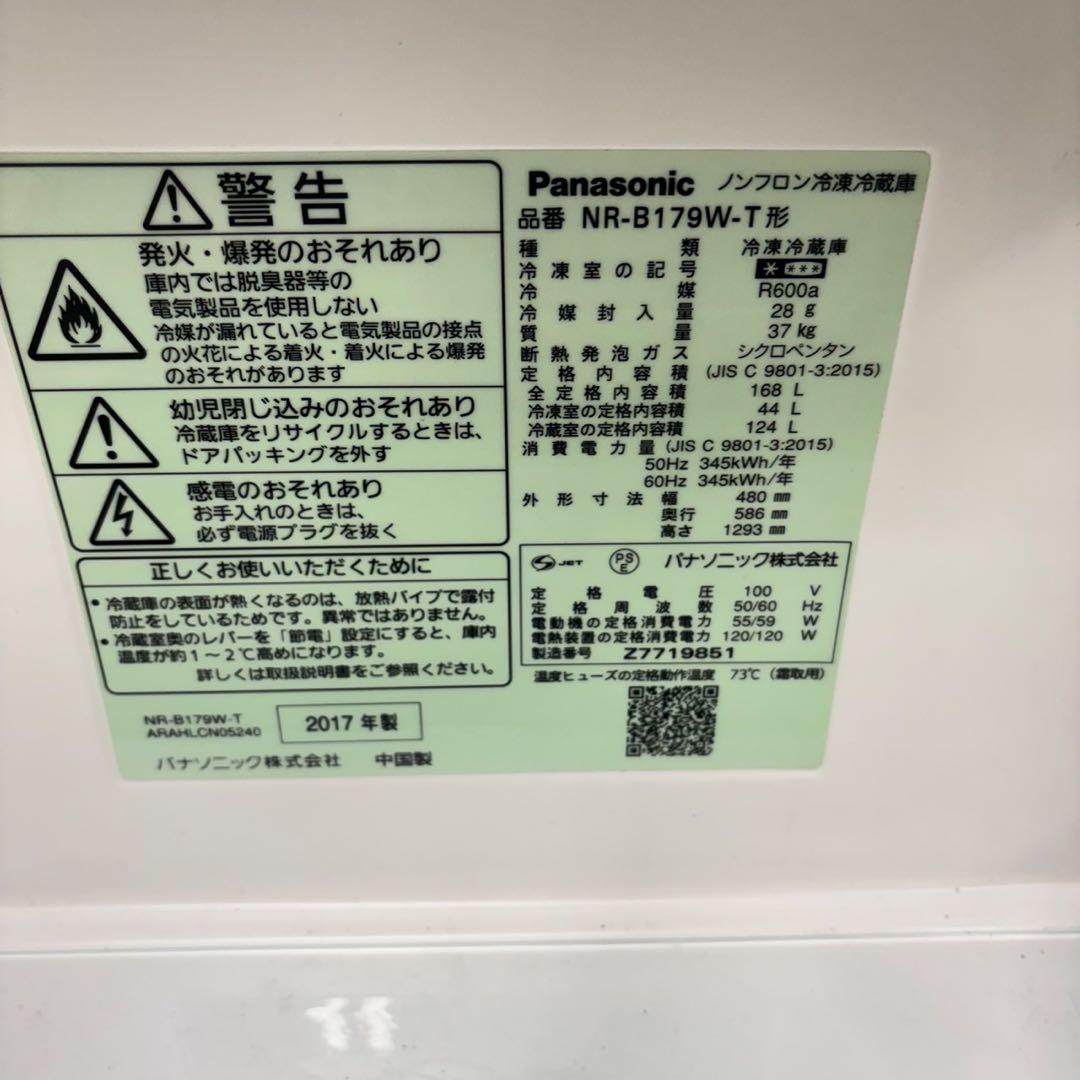 警告
発火・爆発のおそれあり
庫内では脱臭器等の
電気製品を使用しない
冷媒が漏れていると電気製品の接点
の火花による着火・着火による爆発
のおそれがあります
幼児閉じ込みのおそれあり
冷蔵庫をリサイクルするときは、
ドアパッキングを外す
感電のおそれあり
お手入れのときは、
必ず電源プラグを抜く
正しくお使いいただくために
・冷蔵庫の表面が熱くなるのは、放熱パイプで露付
防止をしているためです。異常ではありません。
・冷蔵室奥のレバーを「節電」設定にすると、庫内
温度が約1～2℃高めになります。
詳しくは取扱説明書をご参照ください。
NR-B179W-T
ARAHLCN05240
2017年製
パナソニック株式会社 中国製
Panasonic ノンフロン冷凍冷蔵庫
品番 NR-B179W-T形
種類 冷凍冷蔵庫
冷凍室の記号 * ***
冷媒 R600a
冷媒封入量 28 g
質量 37 kg
断熱発泡ガス シクロペンタン
定格内容積 (JIS C 9801-3:2015)
全定格内容積 168 L
冷凍室の定格内容積 44 L
冷蔵室の定格内容積 124 L
消費電力量 (JIS C 9801-3:2015)
50Hz 345kWh/年
60Hz 345kWh/年
外形寸法 幅 480 mm
奥行 586 mm
高さ 1293 mm
S JET PSE パナソニック株式会社
定格電圧 100 V
定格周波数 50/60 Hz
電動機の定格消費電力 55/59 W
電熱装置の定格消費電力 120/120 W
製造番号 Z7719851
温度ヒューズの定格動作温度 73℃ (霜取用)